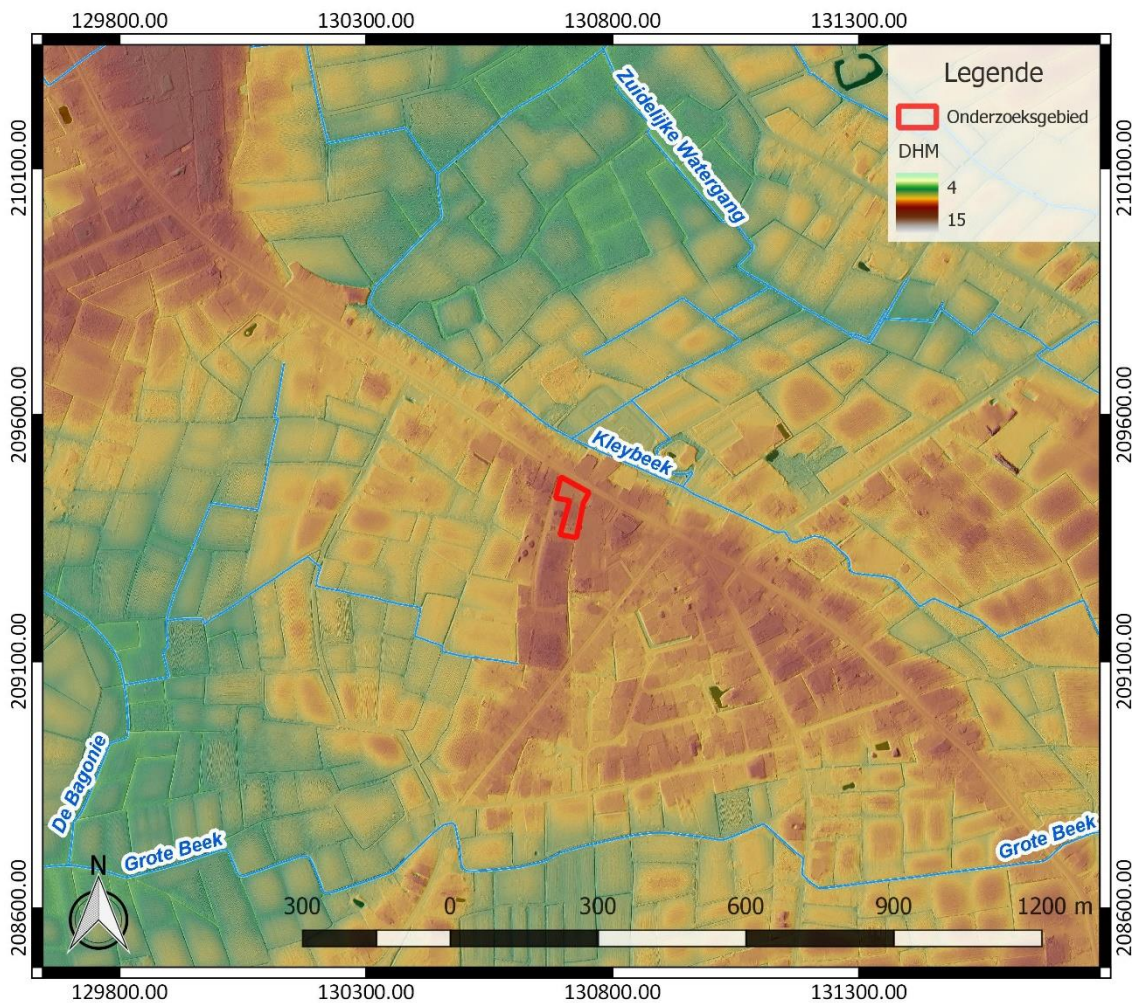 129800.00 130300.00 130800.00 131300.00
Legende
Onderzoeksgebied
DHM
4
15
Zuidelijke Watergang
210100.00 210100.00
209600.00 209600.00
Kleybeek
209100.00 209100.00
De Bagonie
Grote Beek
Grote Beek
N
208600.00 208600.00
300 0 300 600 900 1200 m
129800.00 130300.00 130800.00 131300.00